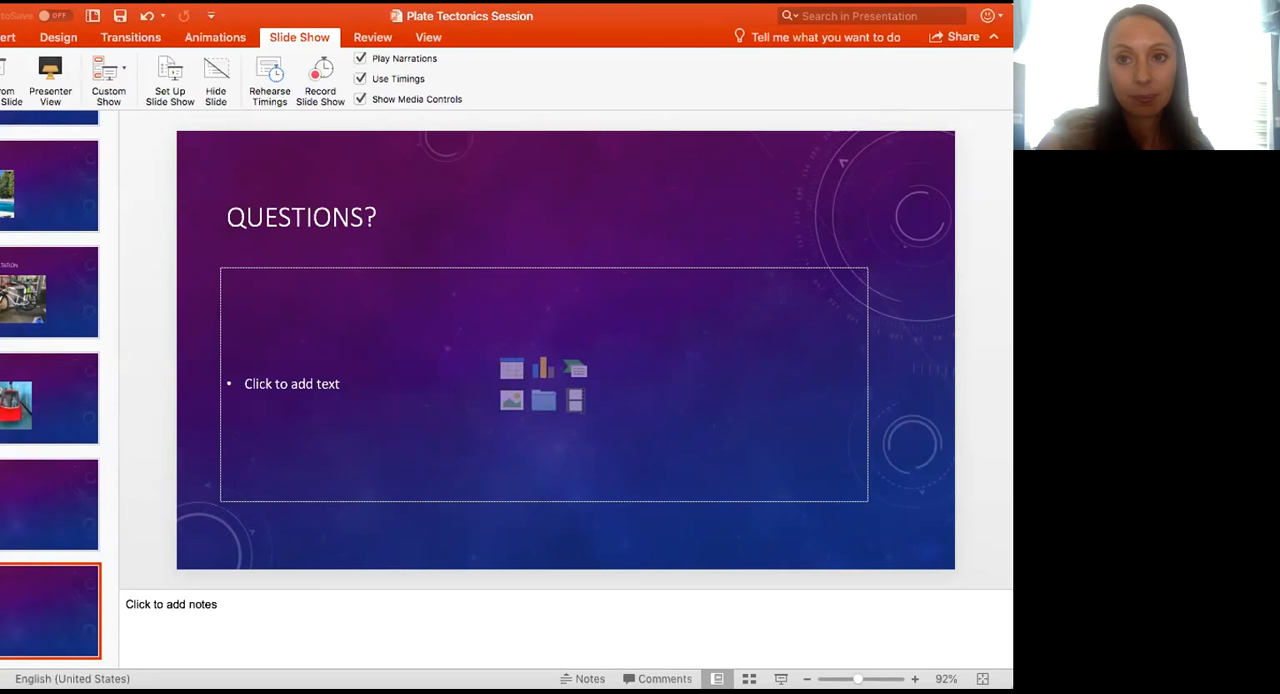 toSave OFF
Plate Tectonics Session
Search in Presentation
ert Design Transitions Animations Slide Show Review View
Tell me what you want to do
Share
rom Slide
Presenter View
Custom Show
Set Up Slide Show
Hide Slide
Rehearse Timings
Record Slide Show
Play Narrations
Use Timings
Show Media Controls
QUESTIONS?
• Click to add text
Click to add notes
English (United States)
Notes
Comments
92%